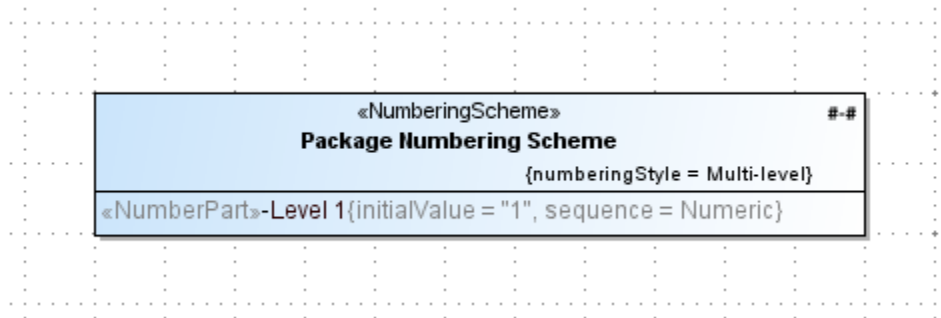 «NumberingScheme»
#-#
Package Numbering Scheme
{numberingStyle = Multi-level}
«NumberPart»-Level 1{initialValue = "1", sequence = Numeric}